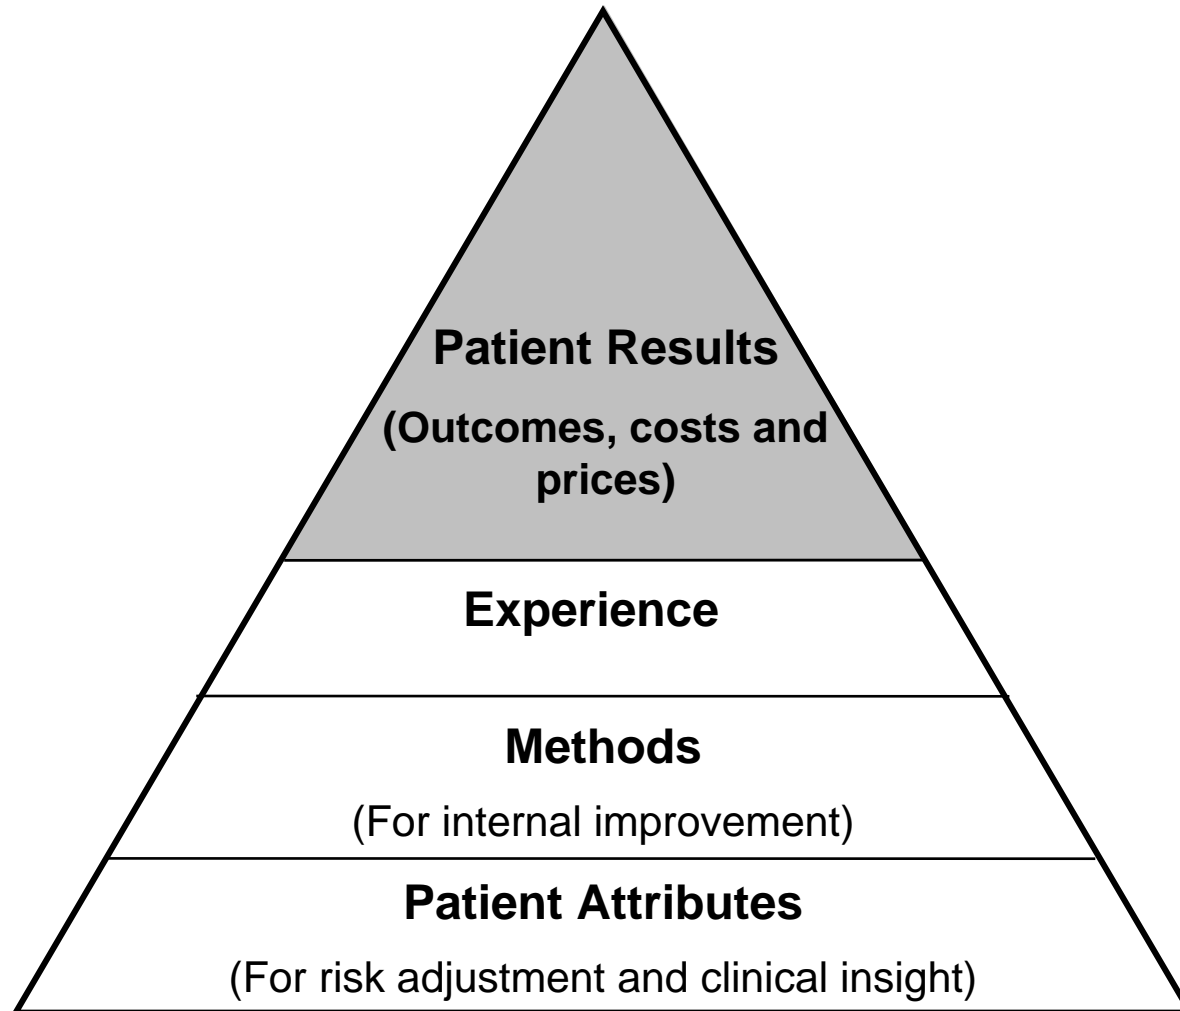 Patient Results
(Outcomes, costs and
prices)
Experience
Methods
(For internal improvement)
Patient Attributes
(For risk adjustment and clinical insight)